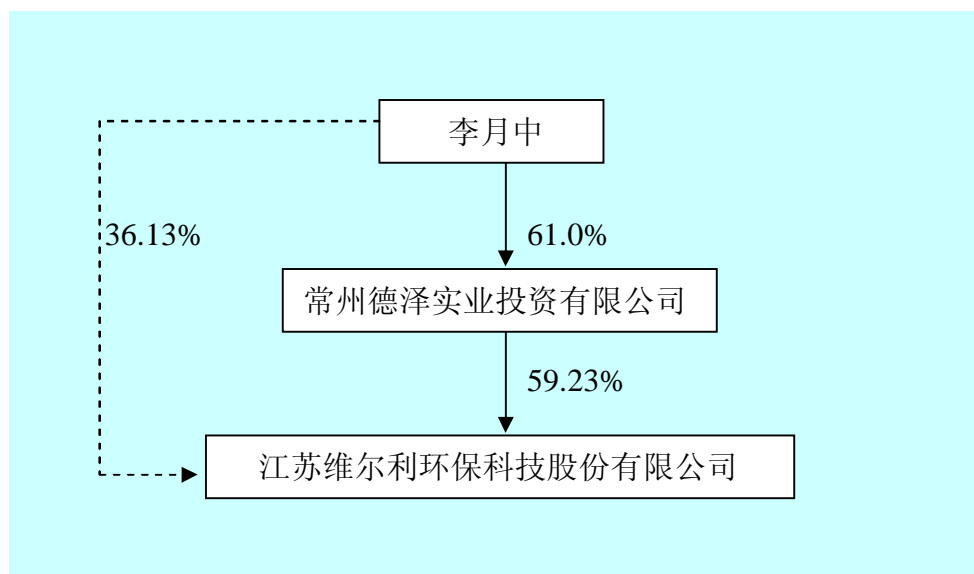 李月中
36.13%
61.0%
常州德泽实业投资有限公司
59.23%
江苏维尔利环保科技股份有限公司